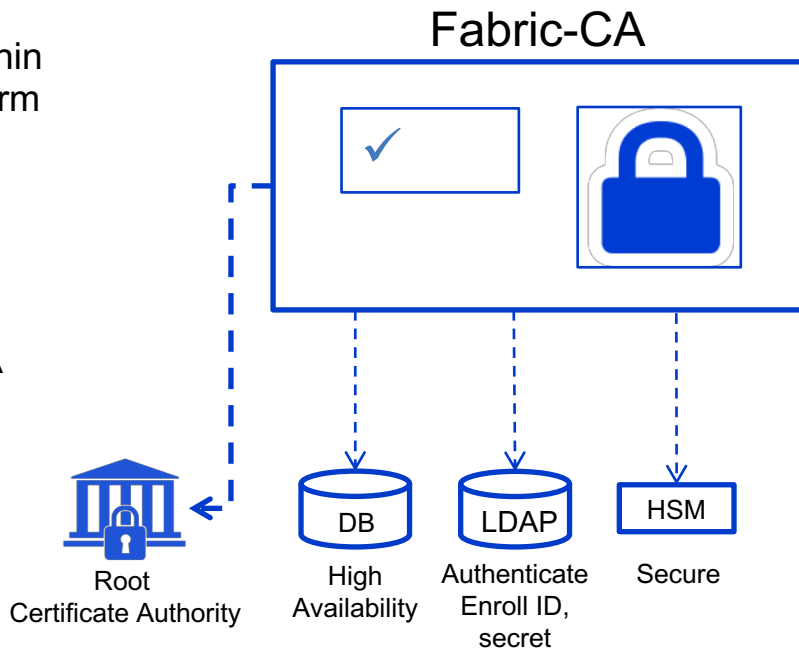 Fabric-CA
DB
LDAP
HSM
Root
Certificate Authority
High
Availability
Authenticate
Enroll ID,
secret
Secure